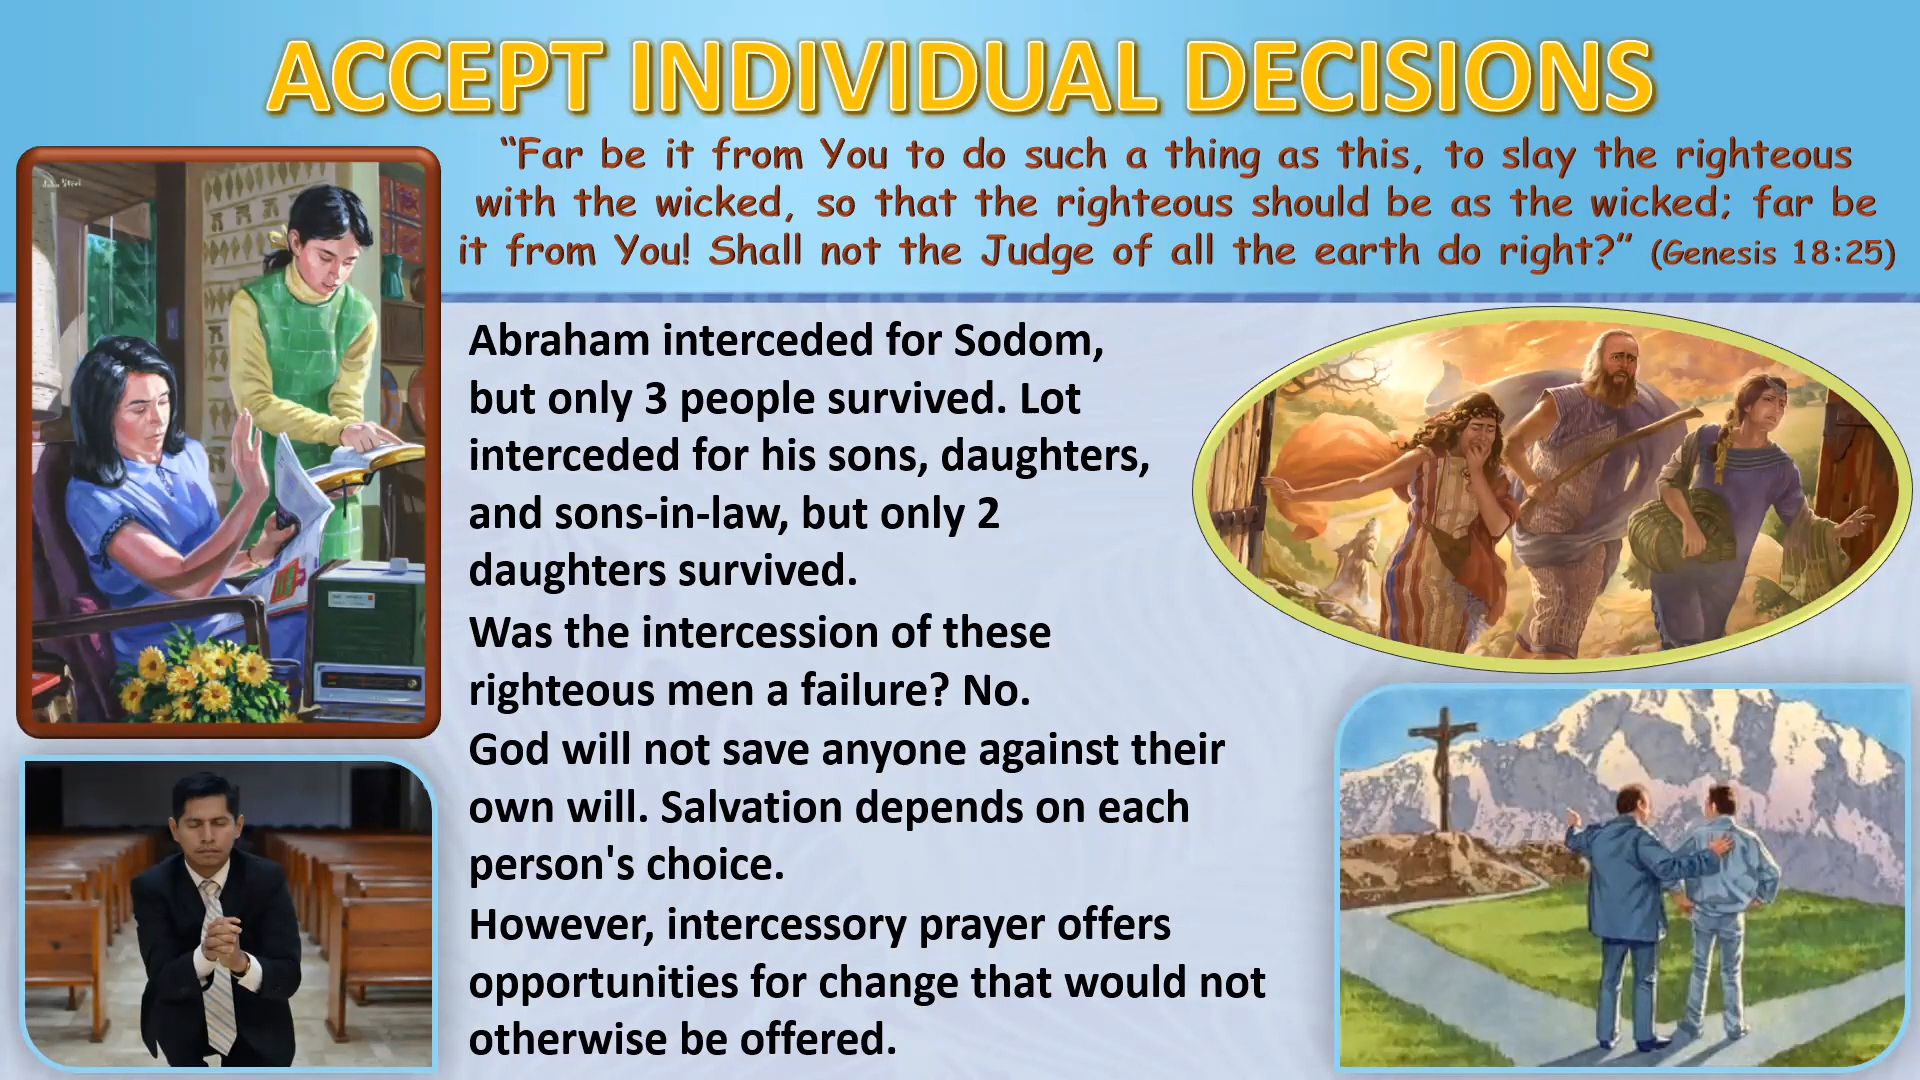 ACCEPT INDIVIDUAL DECISIONS
“Far be it from You to do such a thing as this, to slay the righteous
with the wicked, so that the righteous should be as the wicked; far be
it from You! Shall not the Judge of all the earth do right?” (Genesis 18:25)
Abraham interceded for Sodom,
but only 3 people survived. Lot
interceded for his sons, daughters,
and sons-in-law, but only 2
daughters survived.
Was the intercession of these
righteous men a failure? No.
God will not save anyone against their
own will. Salvation depends on each
person's choice.
However, intercessory prayer offers
opportunities for change that would not
otherwise be offered.